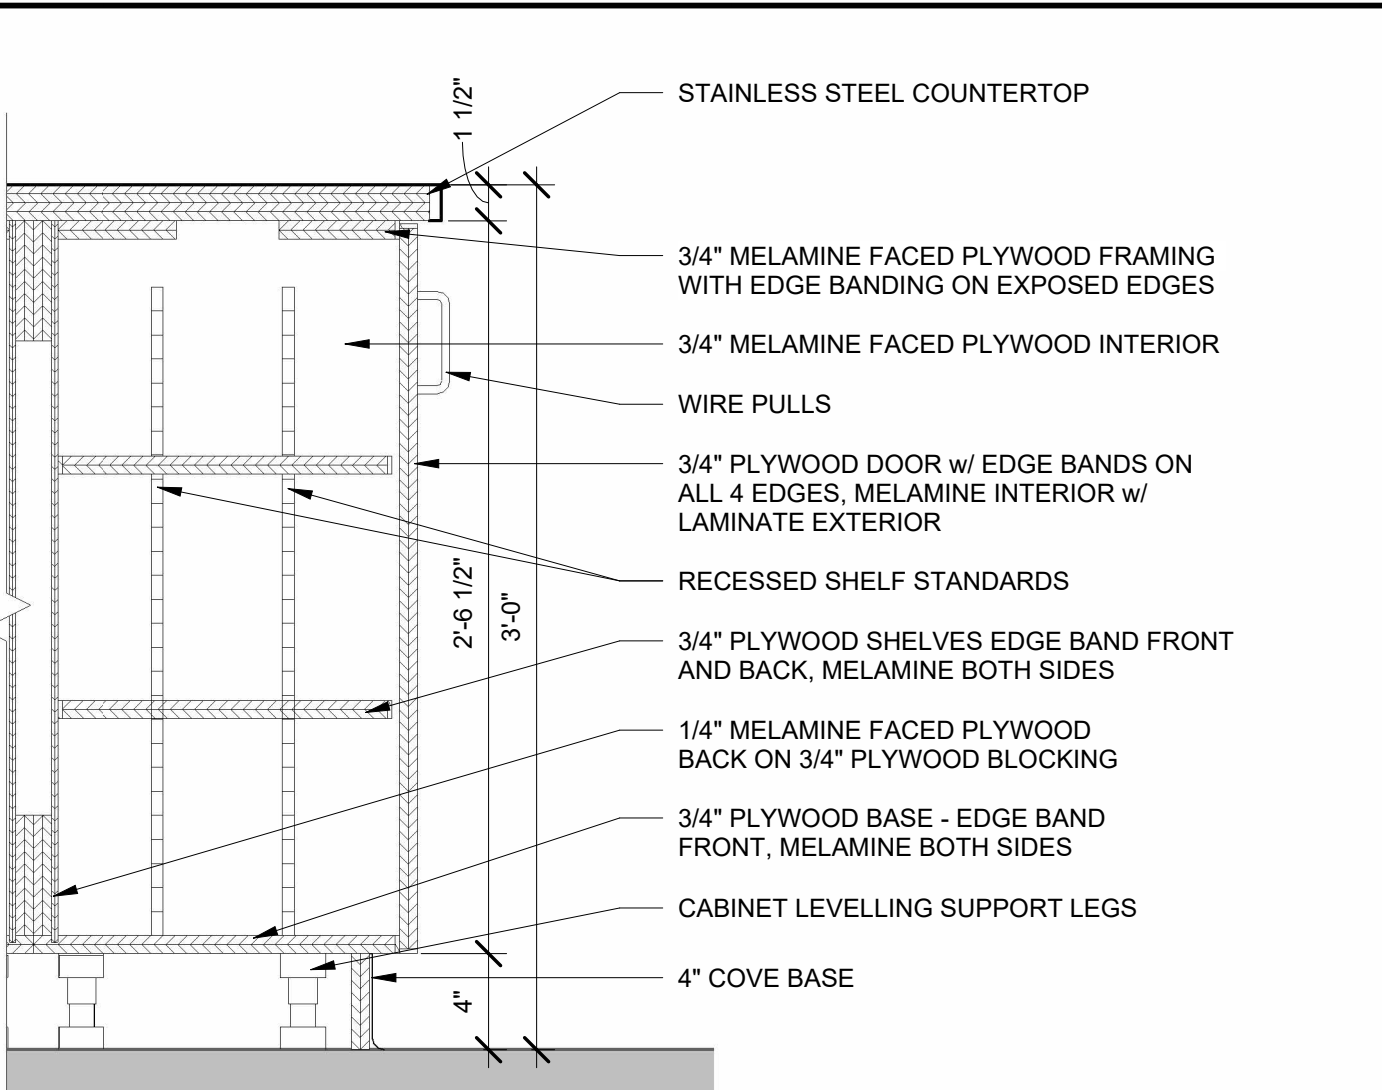 STAINLESS STEEL COUNTERTOP
1 1/2"
3/4" MELAMINE FACED PLYWOOD FRAMING
WITH EDGE BANDING ON EXPOSED EDGES
3/4" MELAMINE FACED PLYWOOD INTERIOR
WIRE PULLS
3/4" PLYWOOD DOOR w/ EDGE BANDS ON
ALL 4 EDGES, MELAMINE INTERIOR w/
LAMINATE EXTERIOR
RECESSED SHELF STANDARDS
2'-6 1/2"
3'-0"
3/4" PLYWOOD SHELVES EDGE BAND FRONT
AND BACK, MELAMINE BOTH SIDES
1/4" MELAMINE FACED PLYWOOD
BACK ON 3/4" PLYWOOD BLOCKING
3/4" PLYWOOD BASE - EDGE BAND
FRONT, MELAMINE BOTH SIDES
CABINET LEVELLING SUPPORT LEGS
4" COVE BASE
4"